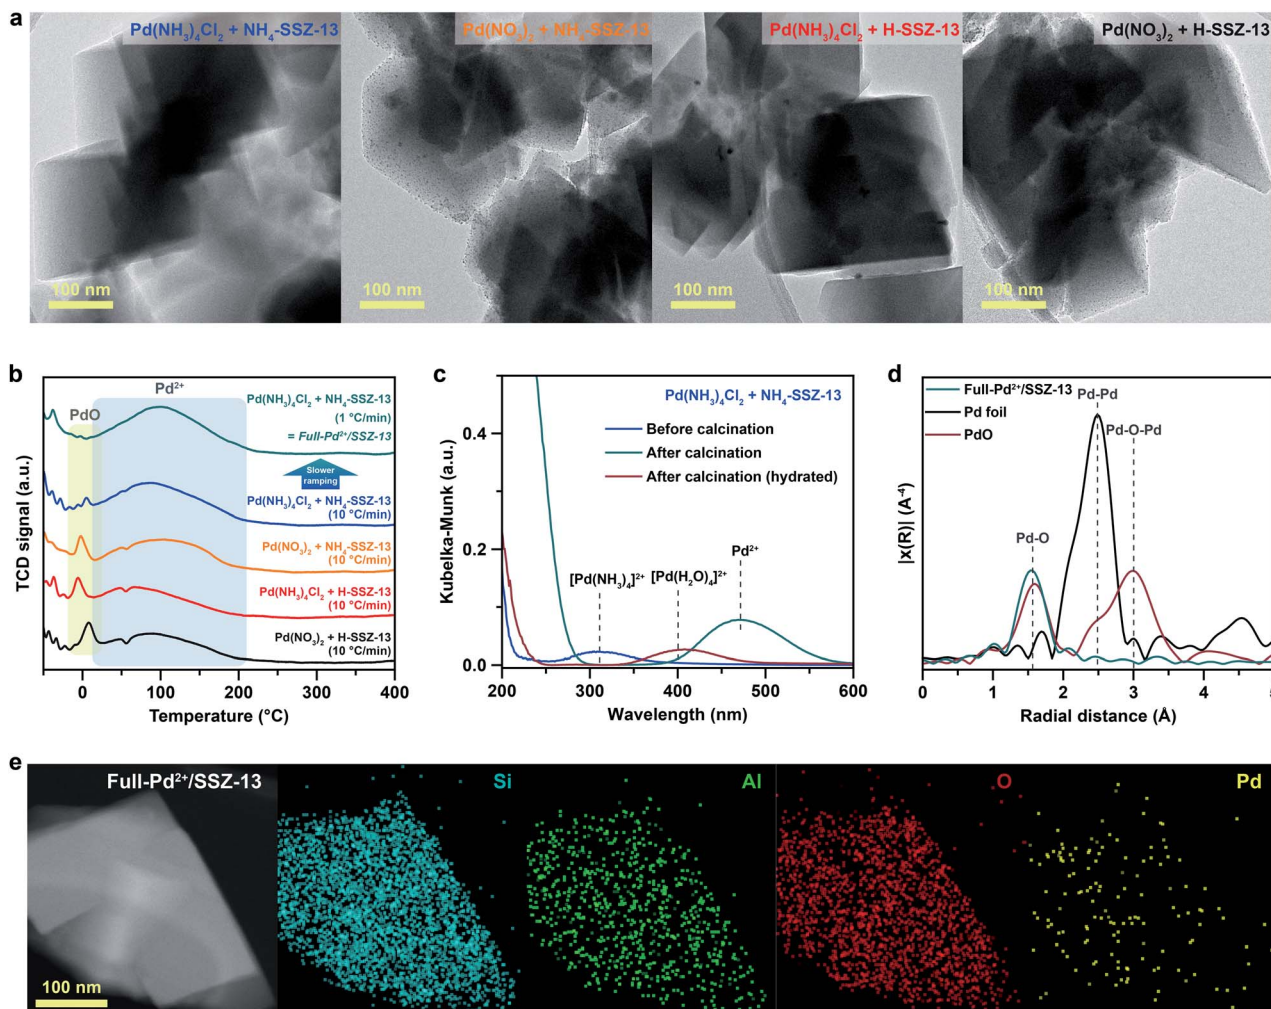 a
Pd(NH₃)₄Cl₂ + NH₄-SSZ-13
Pd(NO₃)₂ + NH₄-SSZ-13
Pd(NH₃)₄Cl₂ + H-SSZ-13
Pd(NO₃)₂ + H-SSZ-13
100 nm
100 nm
100 nm
100 nm
b
Pd²⁺
PdO
Pd(NH₃)₄Cl₂ + NH₄-SSZ-13
(1 °C/min)
= Full-Pd²⁺/SSZ-13
Slower
ramping
Pd(NH₃)₄Cl₂ + NH₄-SSZ-13
(10 °C/min)
Pd(NO₃)₂ + NH₄-SSZ-13
(10 °C/min)
Pd(NH₃)₄Cl₂ + H-SSZ-13
(10 °C/min)
Pd(NO₃)₂ + H-SSZ-13
(10 °C/min)
TCD signal (a.u.)
0 100 200 300 400
Temperature (°C)
c
Pd(NH₃)₄Cl₂ + NH₄-SSZ-13
Before calcination
After calcination
After calcination (hydrated)
Pd²⁺
[Pd(NH₃)₄]²⁺
[Pd(H₂O)₄]²⁺
Kubelka-Munk (a.u.)
0.4
0.2
0.0
200 300 400 500 600
Wavelength (nm)
d
Full-Pd²⁺/SSZ-13
Pd foil
PdO
Pd-Pd
Pd-O-Pd
Pd-O
|x(R)| (A⁻⁴)
0 1 2 3 4 5
Radial distance (Å)
e
Full-Pd²⁺/SSZ-13
Si
Al
O
Pd
100 nm